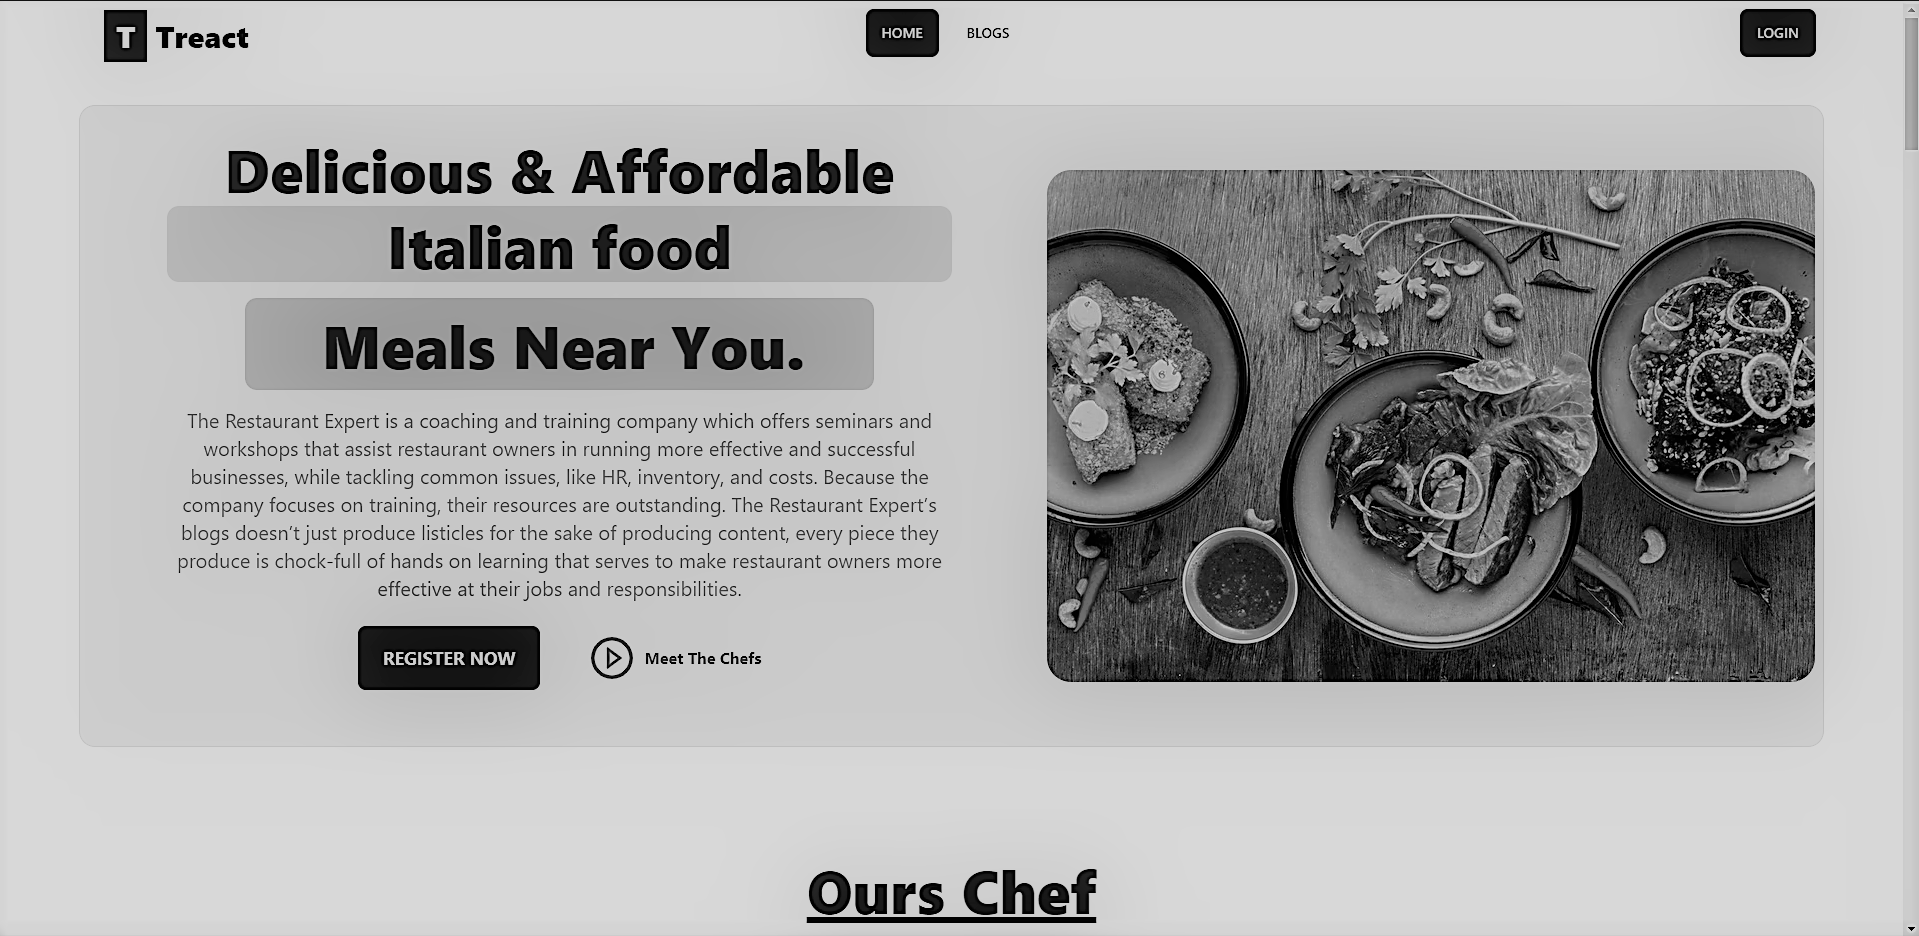 T Treact
HOME
BLOGS
LOGIN
Delicious & Affordable
Italian food
Meals Near You.
The Restaurant Expert is a coaching and training company which offers seminars and
workshops that assist restaurant owners in running more effective and successful
businesses, while tackling common issues, like HR, inventory, and costs. Because the
company focuses on training, their resources are outstanding. The Restaurant Expert’s
blogs doesn’t just produce listicles for the sake of producing content, every piece they
produce is chock-full of hands on learning that serves to make restaurant owners more
effective at their jobs and responsibilities.
REGISTER NOW
Meet The Chefs
Ours Chef